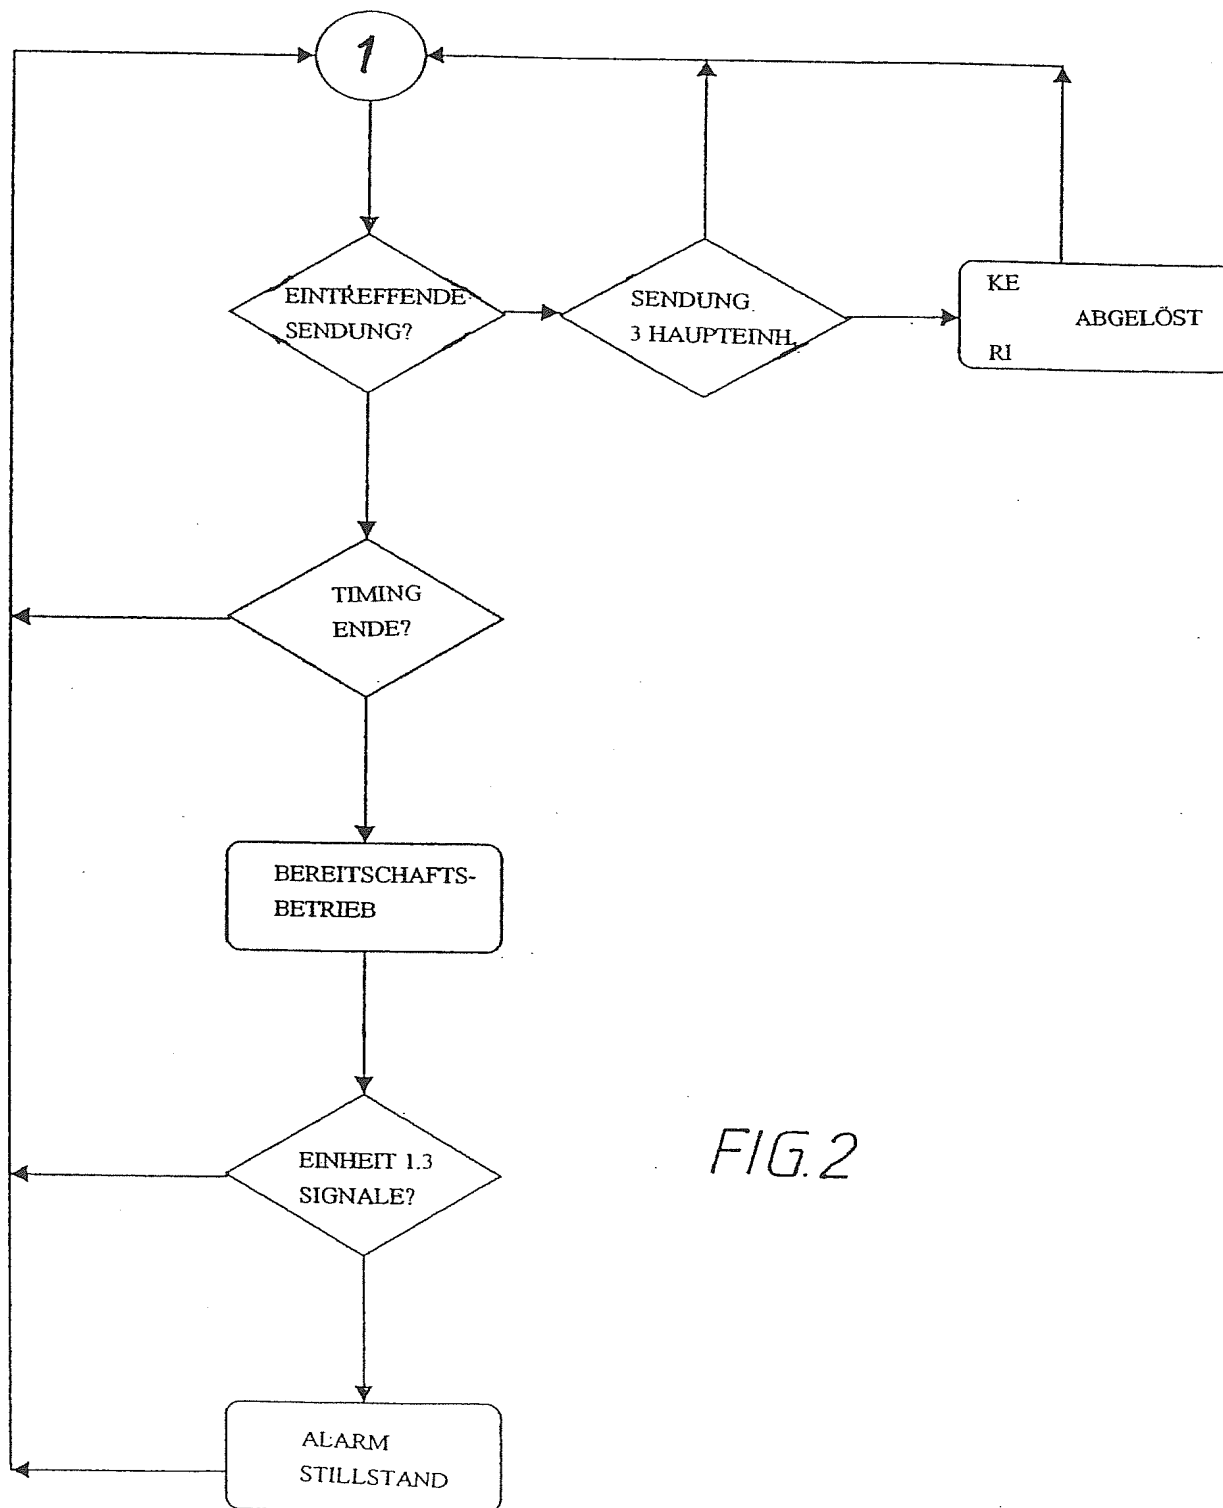 1
EINTREFFENDE
SENDUNG?
SENDUNG.
3 HAUPTEINH.
KE
ABGELÖST
RI
TIMING
ENDE?
BEREITSCHAFTS-
BETRIEB
EINHEIT 1.3
SIGNALE?
FIG.2
ALARM
STILLSTAND